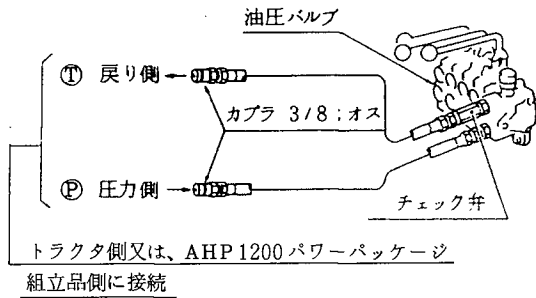 油圧バルブ
Ⓣ 戻り側
カプラ 3/8;オス
Ⓟ 圧力側
チェック弁
トラクタ側又は、AHP1200パワーパッケージ
組立品側に接続